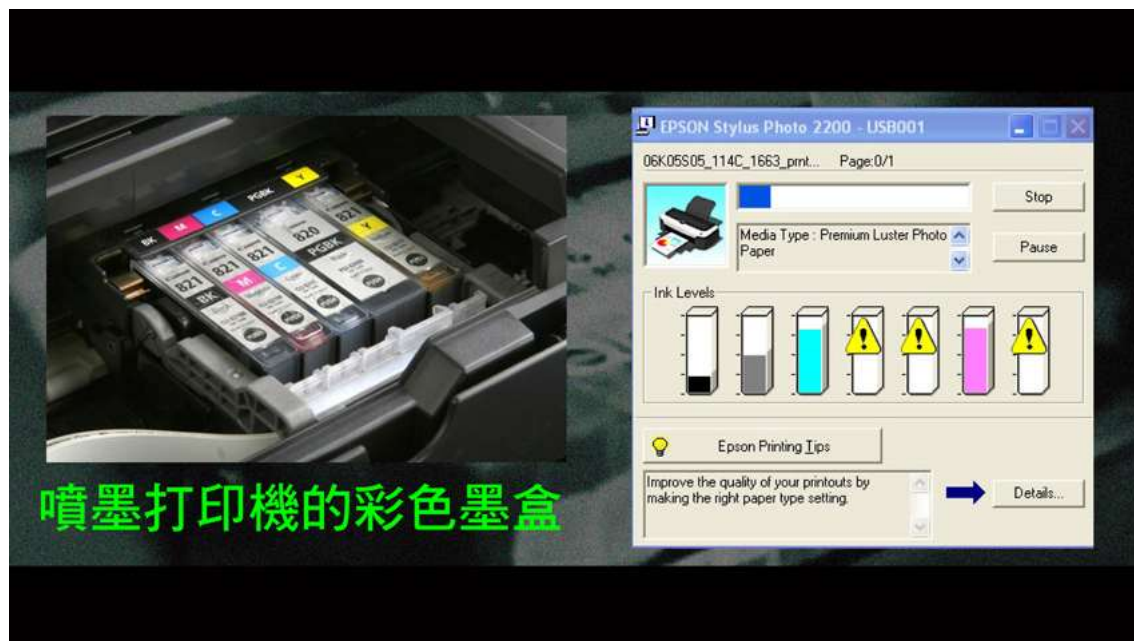 BK
M
C
PGBK
Y
821
821
821
820
821
BK
M
C
PGBK
Y
噴墨打印機的彩色墨盒
EPSON Stylus Photo 2200 - USB001
06K05S05_114C_1663_prnt... Page:0/1
Stop
Media Type : Premium Luster Photo
Paper
Pause
Ink Levels
Epson Printing Tips
Improve the quality of your printouts by
making the right paper type setting.
Details...